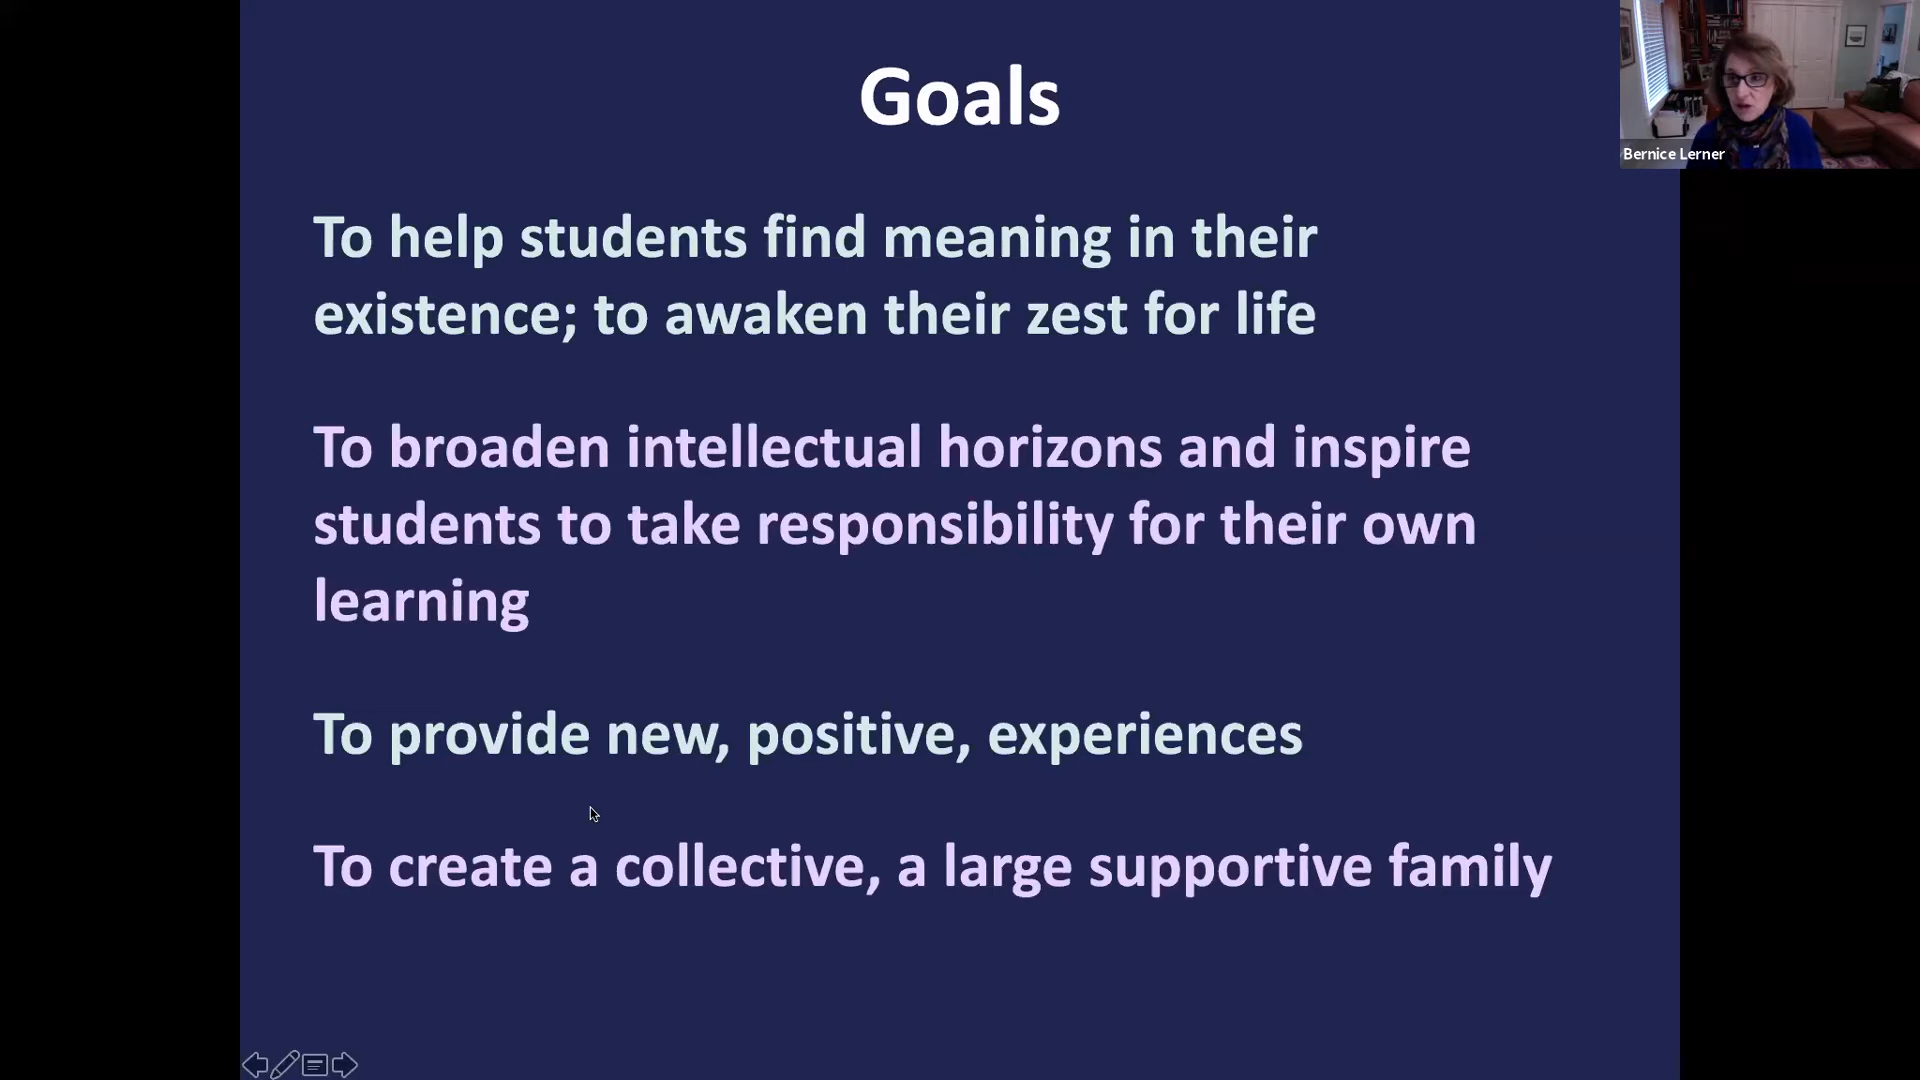 Goals
Bernice Lerner
To help students find meaning in their
existence; to awaken their zest for life
To broaden intellectual horizons and inspire
students to take responsibility for their own
learning
To provide new, positive, experiences
To create a collective, a large supportive family